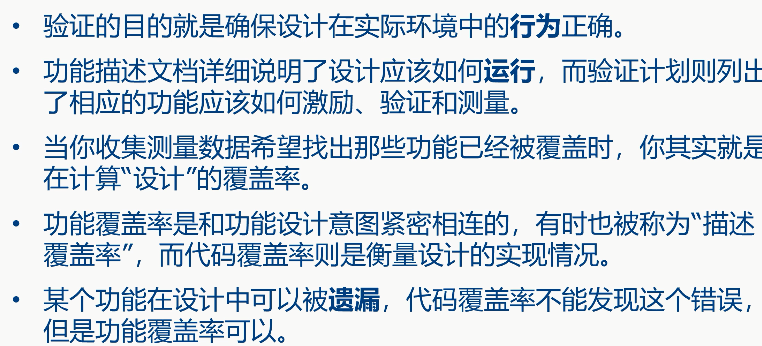 • 验证的目的就是确保设计在实际环境中的行为正确。
• 功能描述文档详细说明了设计应该如何运行，而验证计划则列出
了相应的功能应该如何激励、验证和测量。
• 当你收集测量数据希望找出那些功能已经被覆盖时，你其实就是
在计算“设计”的覆盖率。
• 功能覆盖率是和功能设计意图紧密相连的，有时也被称为“描述
覆盖率”，而代码覆盖率则是衡量设计的实现情况。
• 某个功能在设计中可以被遗漏，代码覆盖率不能发现这个错误，
但是功能覆盖率可以。